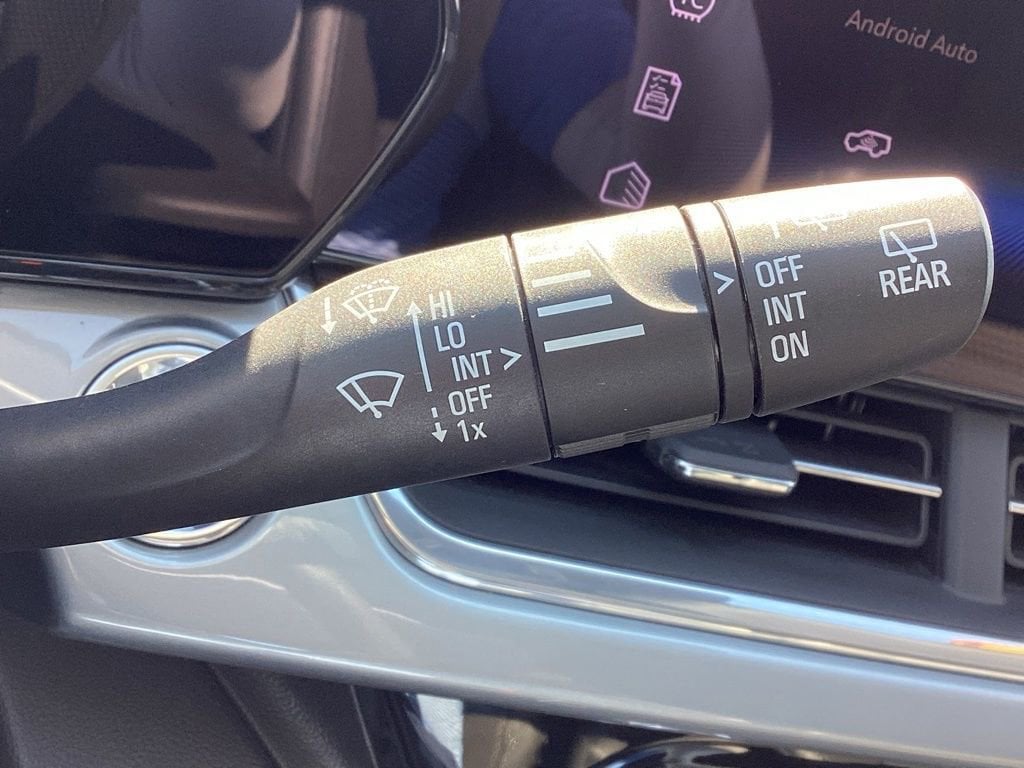 Android Auto
HI
LO
INT
OFF
1x
OFF
INT
ON
REAR